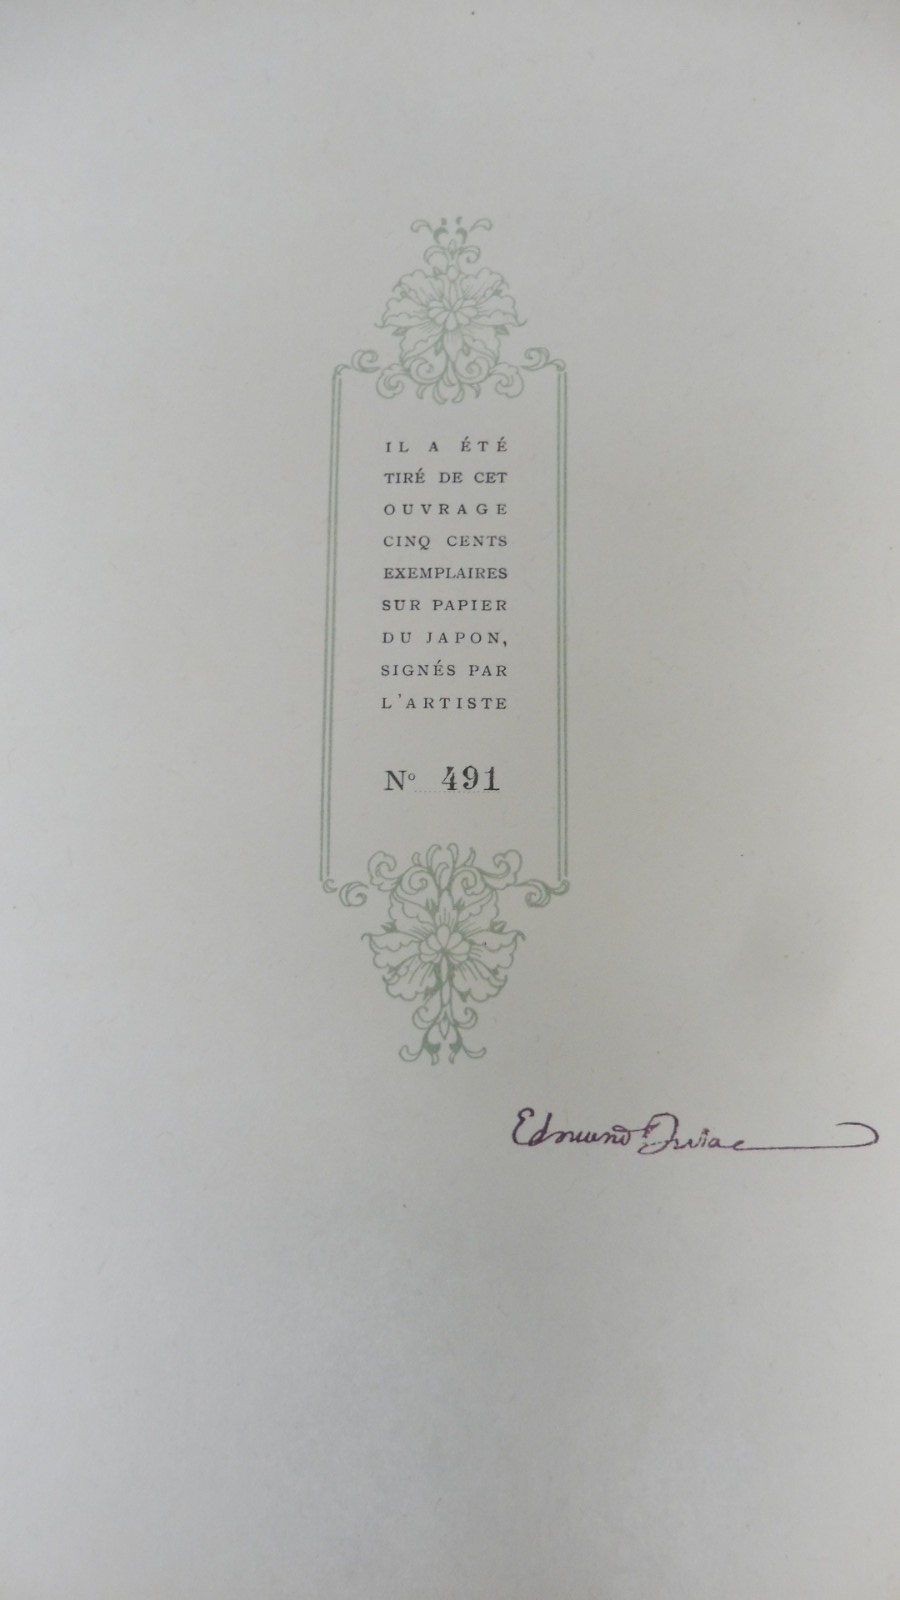 IL A ÉTÉ
TIRÉ DE CET
OUVRAGE
CINQ CENTS
EXEMPLAIRES
SUR PAPIER
DU JAPON,
SIGNÉS PAR
L'ARTISTE
Nº 491
Edmund Dulac